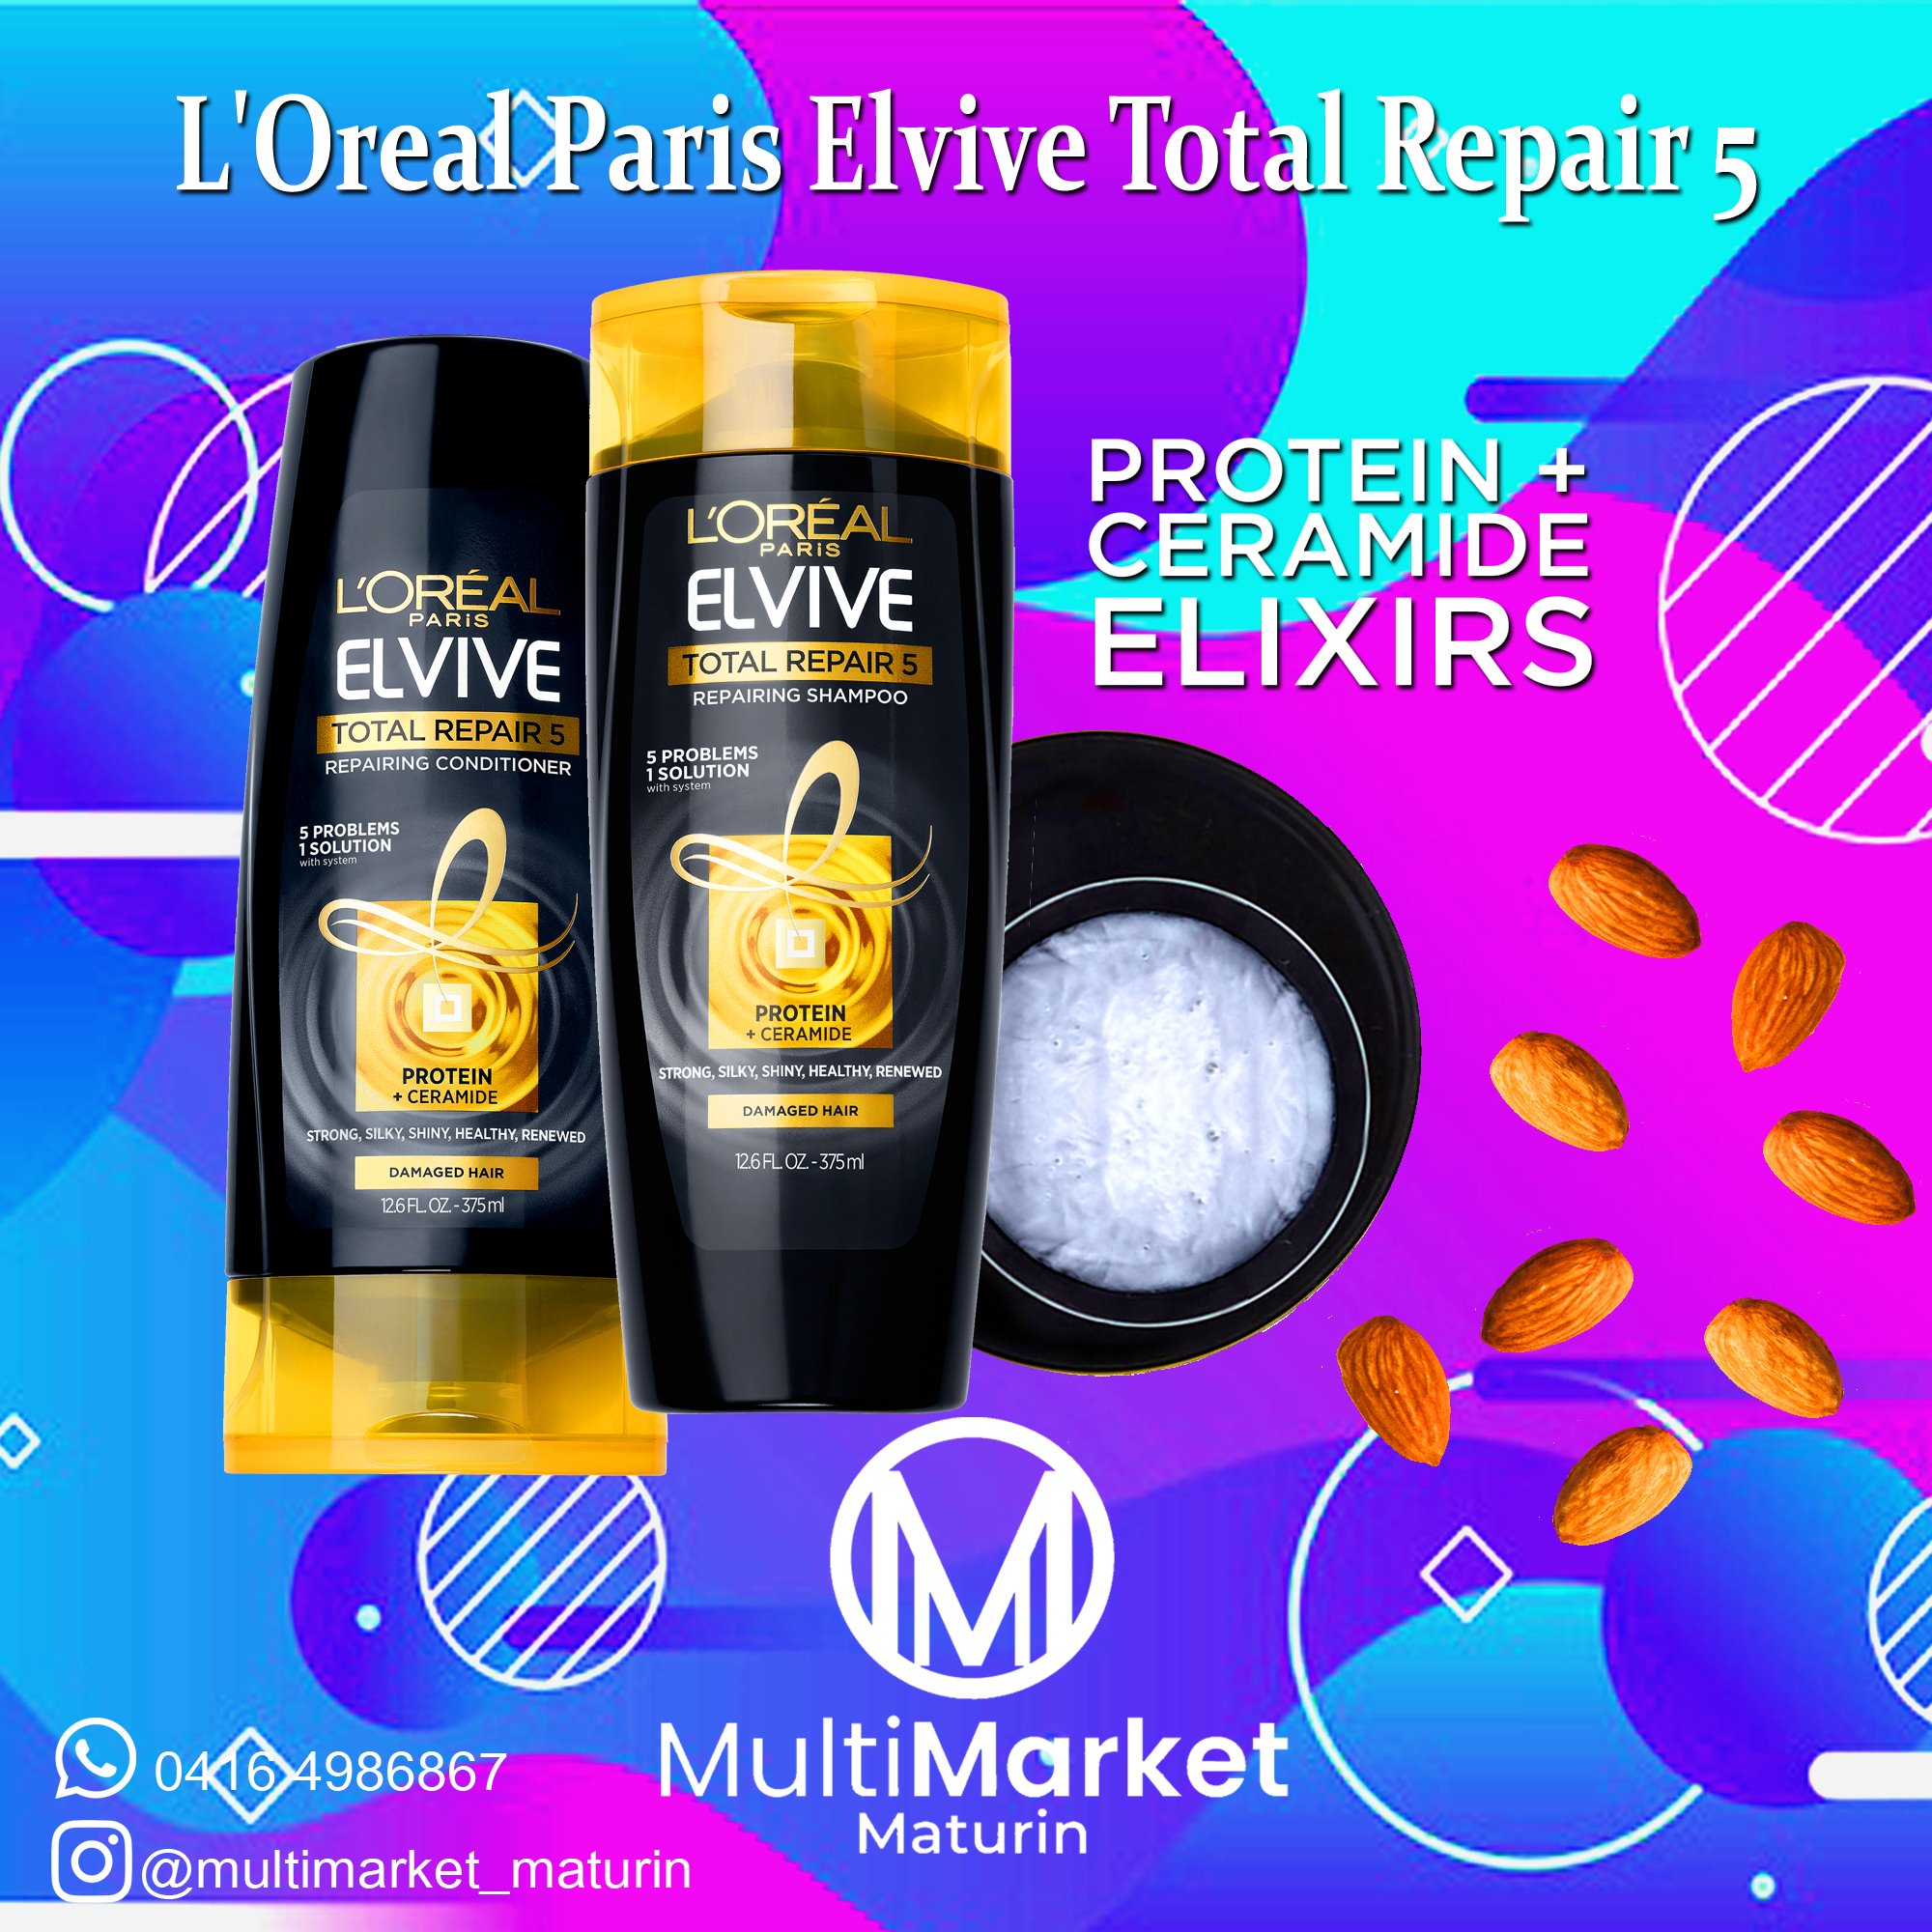 L'Oreal Paris Elvive Total Repair 5
L'ORÉAL
PARIS
ELVIVE
TOTAL REPAIR 5
REPAIRING CONDITIONER
5 PROBLEMS
1 SOLUTION
with system
PROTEIN
+ CERAMIDE
STRONG, SILKY, SHINY, HEALTHY, RENEWED
DAMAGED HAIR
12.6 FL. OZ. - 375 ml
L'ORÉAL
PARIS
ELVIVE
TOTAL REPAIR 5
REPAIRING SHAMPOO
5 PROBLEMS
1 SOLUTION
with system
PROTEIN
+ CERAMIDE
STRONG, SILKY, SHINY, HEALTHY, RENEWED
DAMAGED HAIR
12.6 FL. OZ. - 375 ml
PROTEIN +
CERAMIDE
ELIXIRS
M
MultiMarket
Maturin
0416 4986867
@multimarket_maturin